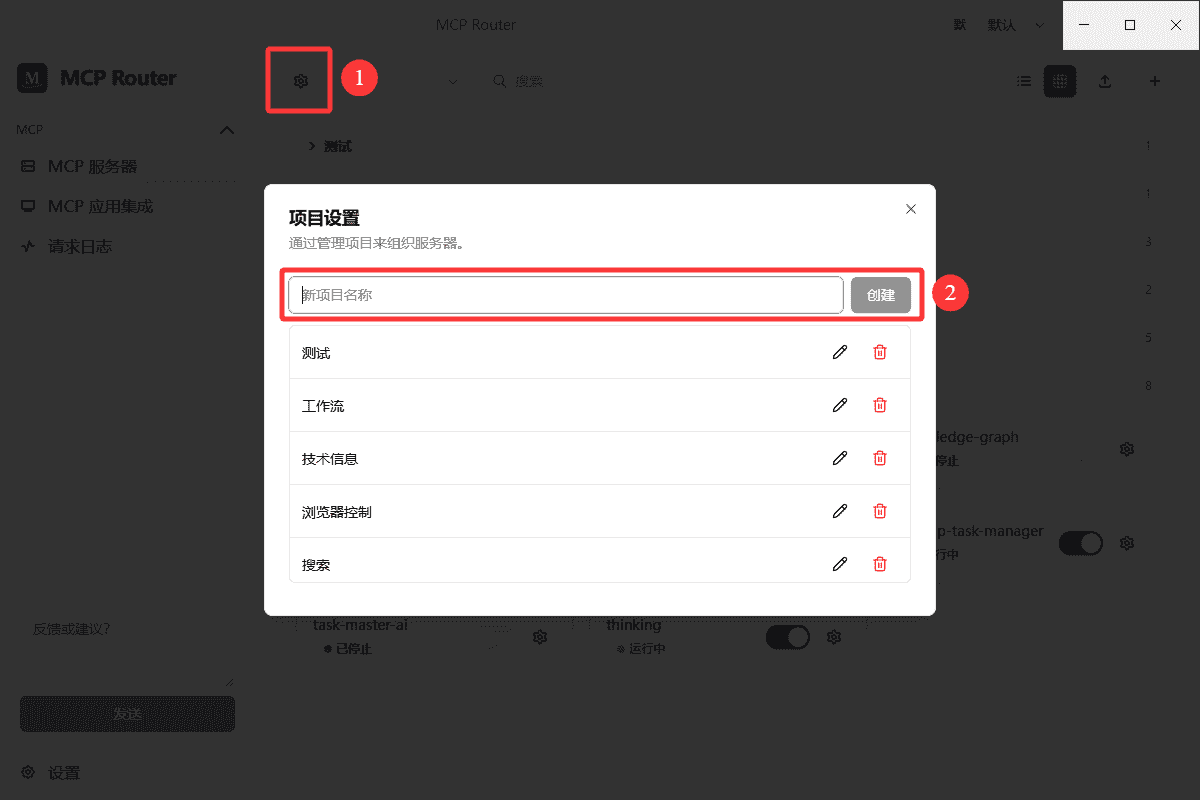 MCP Router
默 默认
M MCP Router
1
搜索
MCP
测试 1
MCP 服务器
1
MCP 应用集成
请求日志
3
2
5
8
项目设置
通过管理项目来组织服务器。
新项目名称 创建 2
测试
工作流
技术信息
浏览器控制
搜索
ledge-graph
停止
p-task-manager
行中
反馈或建议?
task-master-ai
已停止
thinking
运行中
发送
设置